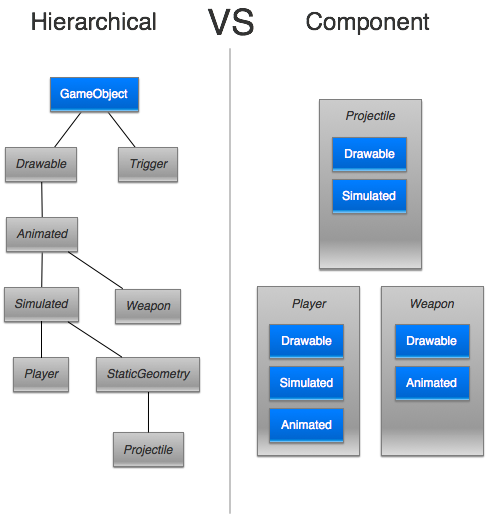 Hierarchical VS Component
GameObject
Drawable
Trigger
Animated
Simulated
Weapon
Player
StaticGeometry
Projectile
Projectile
Drawable
Simulated
Player
Drawable
Simulated
Animated
Weapon
Drawable
Animated